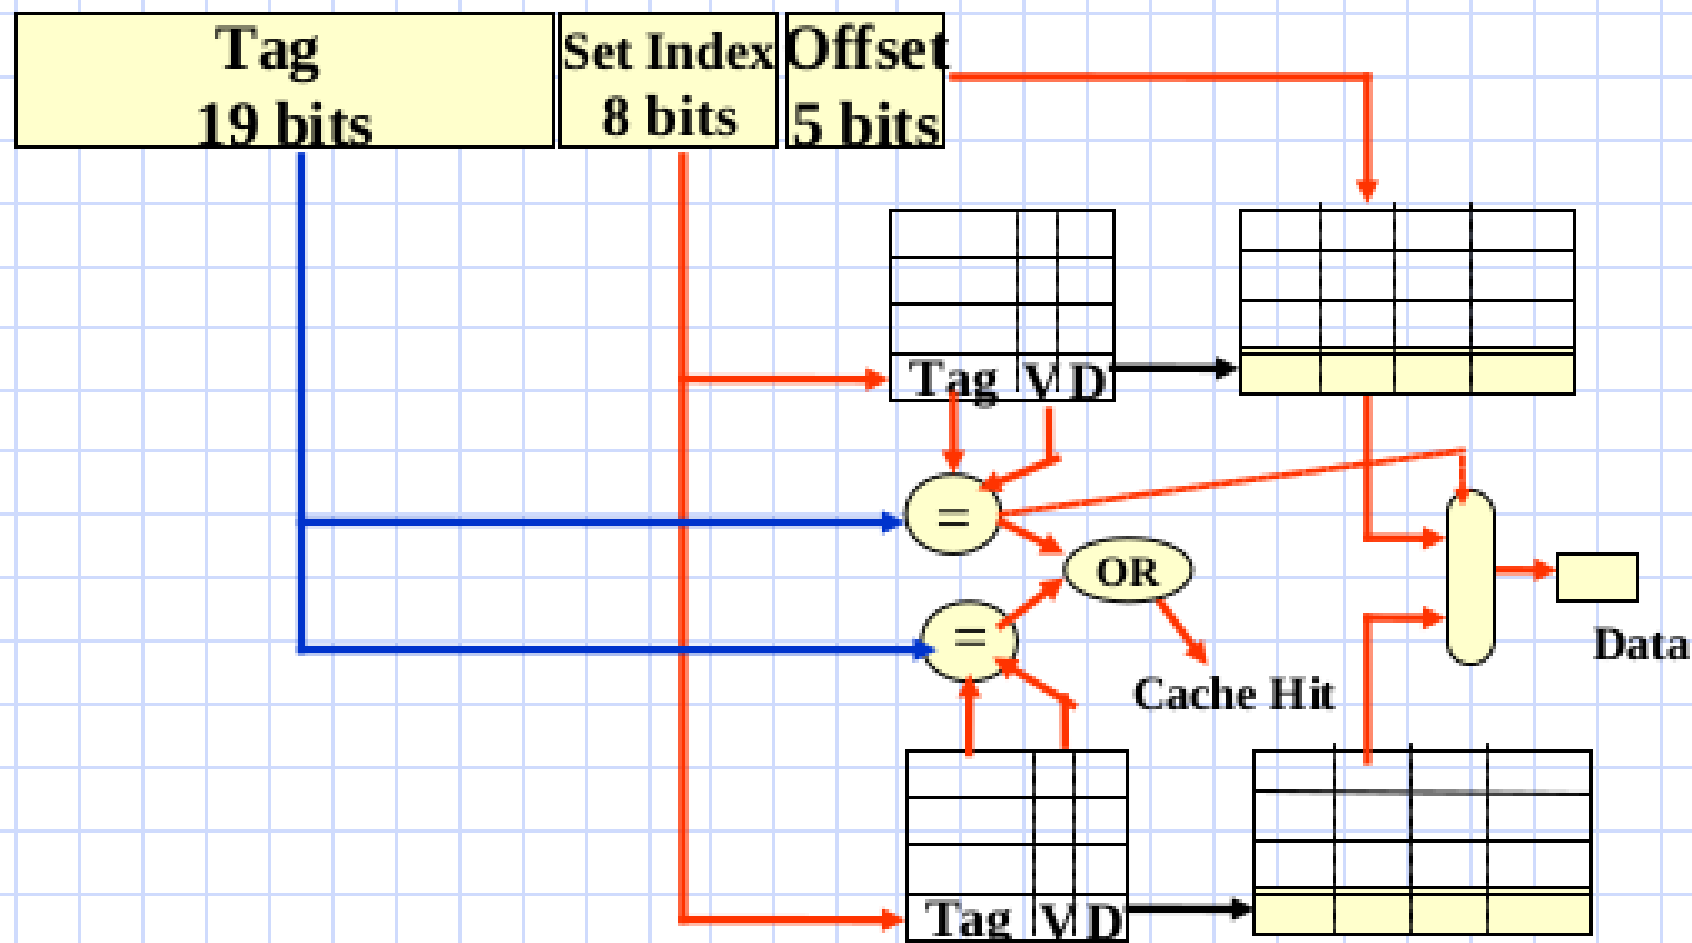 Tag
19 bits
Set Index
8 bits
Offset
5 bits
Tag V D
=
OR
=
Data
Cache Hit
Tag V D